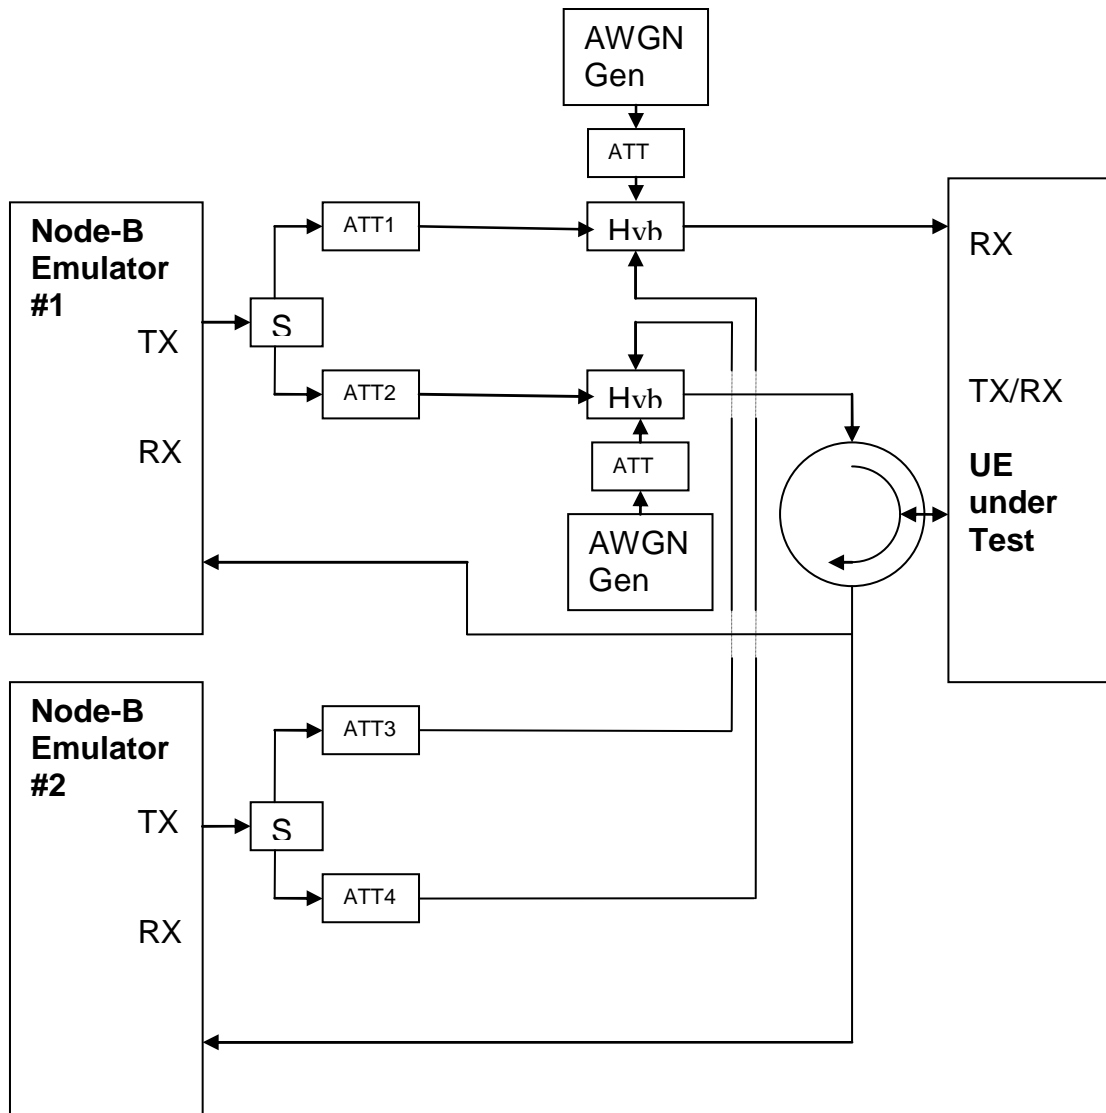 AWGN
Gen
ATT
Node-B
Emulator
#1
TX
RX
S
ATT1
Hyb
RX
ATT2
Hyb
TX/RX
ATT
UE
under
Test
AWGN
Gen
Node-B
Emulator
#2
TX
RX
S
ATT3
ATT4